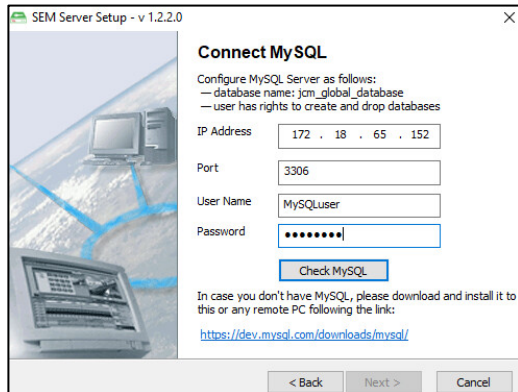 SEM Server Setup - v 1.2.2.0
Connect MySQL
Configure MySQL Server as follows:
— database name: jcm_global_database
— user has rights to create and drop databases
IP Address
172 . 18 . 65 . 152
Port
3306
User Name
MySQLuser
Password
●●●●●●●●
Check MySQL
In case you don't have MySQL, please download and install it to
this or any remote PC following the link:
https://dev.mysql.com/downloads/mysql/
< Back
Next >
Cancel